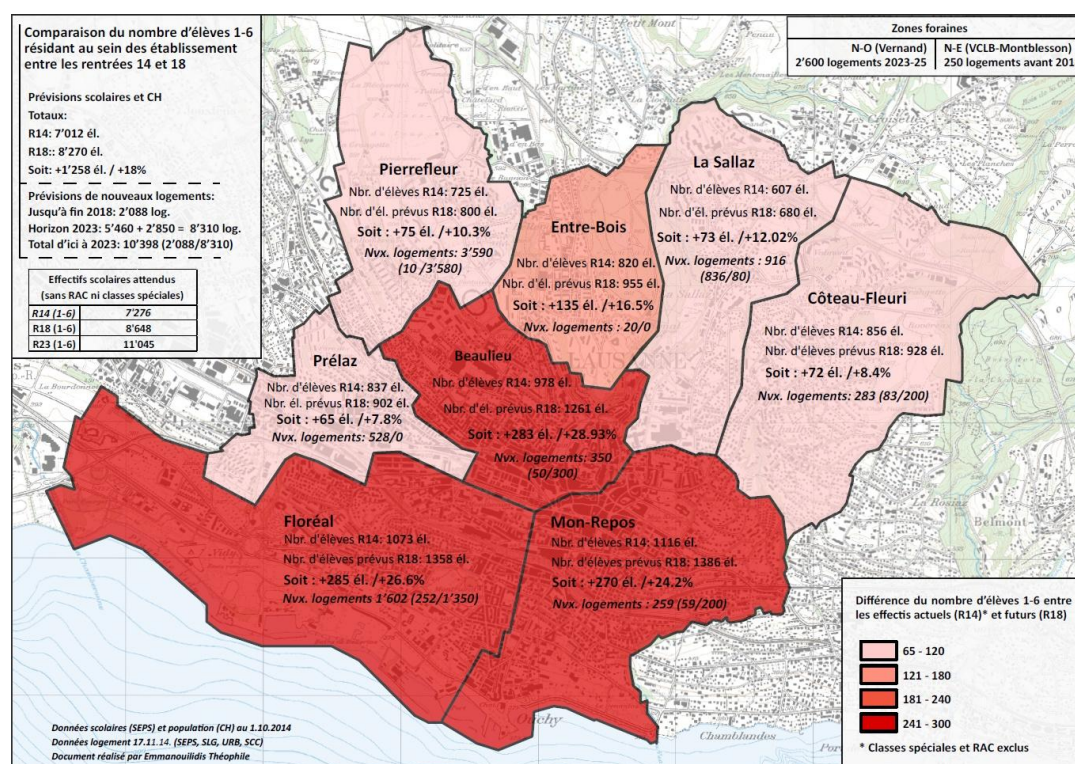 Comparaison du nombre d'élèves 1-6
résidant au sein des établissement
entre les rentrées 14 et 18
Prévisions scolaires et CH
Totaux:
R14: 7'012 él.
R18:: 8'270 él.
Soit: +1'258 él. / +18%
Prévisions de nouveaux logements:
Jusqu'à fin 2018: 2'088 log.
Horizon 2023: 5'460 + 2'850 = 8'310 log.
Total d'ici à 2023: 10'398 (2'088/8'310)
Effectifs scolaires attendus
(sans RAC ni classes spéciales)
R14 (1-6) 7'276
R18 (1-6) 8'648
R23 (1-6) 11'045
Zones foraines
N-O (Vernand) N-E (VCLB-Montblesson)
2'600 logements 2023-25 250 logements avant 201
Pierrefleur
Nbr. d'élèves R14: 725 él.
Nbr. d'él. prévus R18: 800 él.
Soit : +75 él. /+10.3%
Nvx. logements: 3'590
(10 /3'580)
Entre-Bois
Nbr. d'élèves R14: 820 él.
Nbr. d'él. prévus R18: 955 él.
Soit : +135 él. /+16.5%
Nvx. logements : 20/0
La Sallaz
Nbr. d'élèves R14: 607 él.
Nbr. d'él. prévus R18: 680 él.
Soit : +73 él. /+12.02%
Nvx. logements : 916
(836/80)
Côteau-Fleuri
Nbr. d'élèves R14: 856 él.
Nbr. d'élèves prévus R18: 928 él.
Soit : +72 él. /+8.4%
Nvx. logements: 283 (83/200)
Prélaz
Nbr. d'élèves R14: 837 él.
Nbr. él. prévus R18: 902 él.
Soit : +65 él. /+7.8%
Nvx. logements: 528/0
Beaulieu
Nbr. d'élèves R14: 978 él.
Nbr. d'él. prévus R18: 1261 él.
Soit : +283 él. /+28.93%
Nvx. logements : 350
(50/300)
Floréal
Nbr. d'élèves R14: 1073 él.
Nbr. d'élèves prévus R18: 1358 él.
Soit : +285 él. /+26.6%
Nvx. logements 1'602 (252/1'350)
Mon-Repos
Nbr. d'élèves R14: 1116 él.
Nbr. d'élèves prévus R18: 1386 él.
Soit : +270 él. /+24.2%
Nvx. logements : 259 (59/200)
Belmont
Ouchy
Chamblandes
Différence du nombre d'élèves 1-6 entre
les effectis actuels (R14)* et futurs (R18)
65 - 120
121 - 180
181 - 240
241 - 300
* Classes spéciales et RAC exclus
Données scolaires (SEPS) et population (CH) au 1.10.2014
Données logement 17.11.14. (SEPS, SLG, URB, SCC)
Document réalisé par Emmanouilidis Théophile